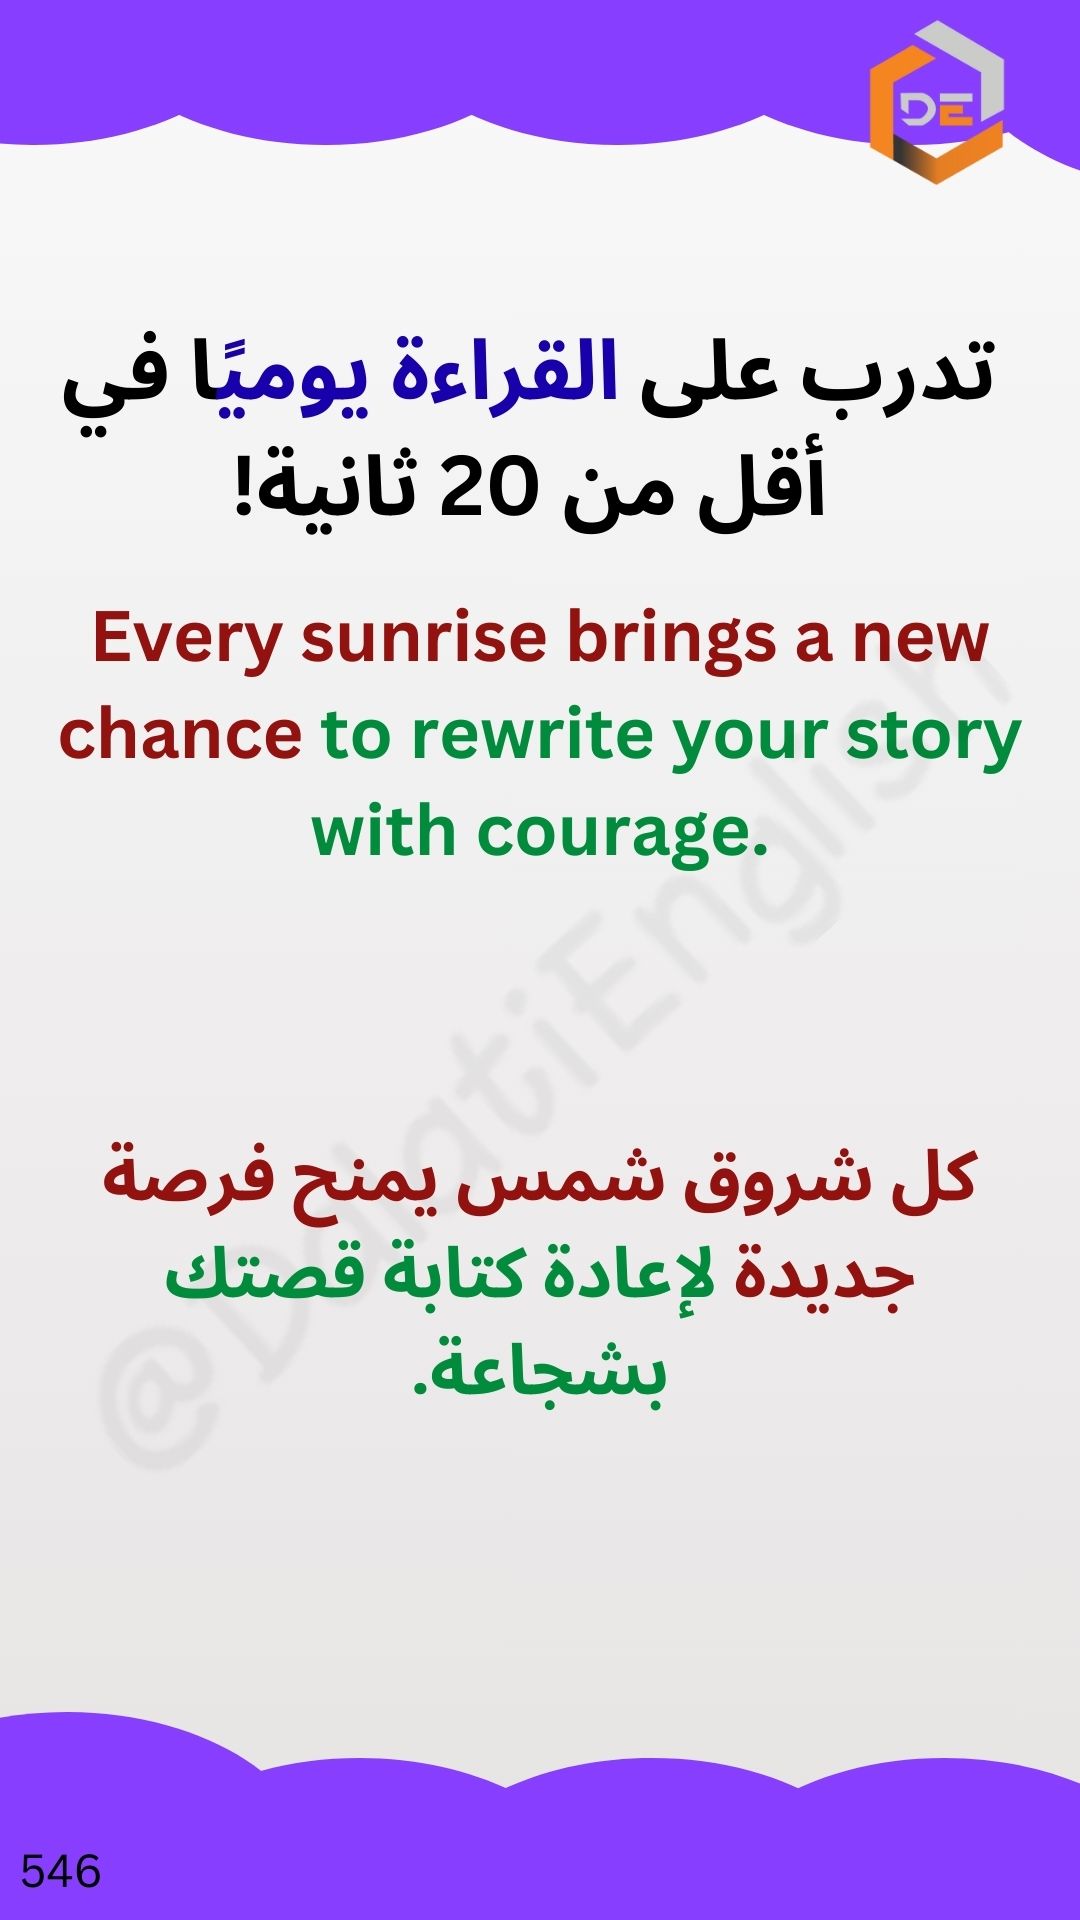 DE
تدرب على القراءة يوميًا في
أقل من 20 ثانية!
Every sunrise brings a new
chance to rewrite your story
with courage.
@DalatiEnglish
كل شروق شمس يمنح فرصة
جديدة لإعادة كتابة قصتك
بشجاعة.
546